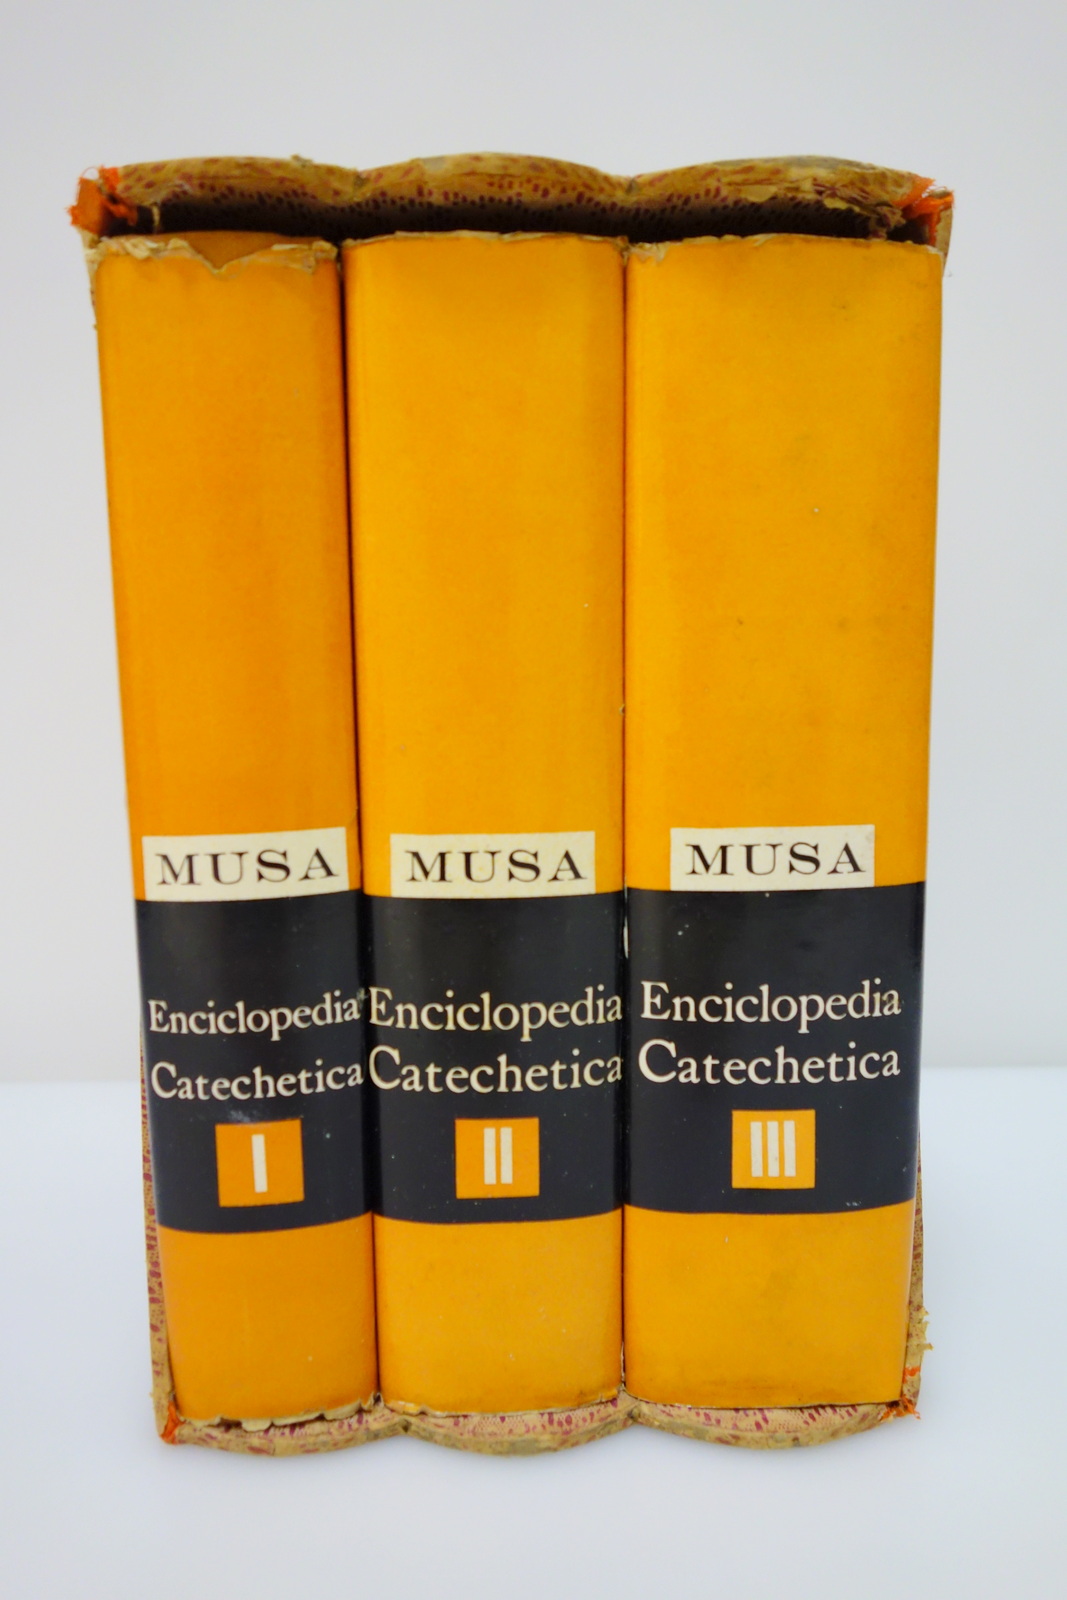 MUSA
Enciclopedia
Catechetica
I
MUSA
Enciclopedia
Catechetica
II
MUSA
Enciclopedia
Catechetica
III